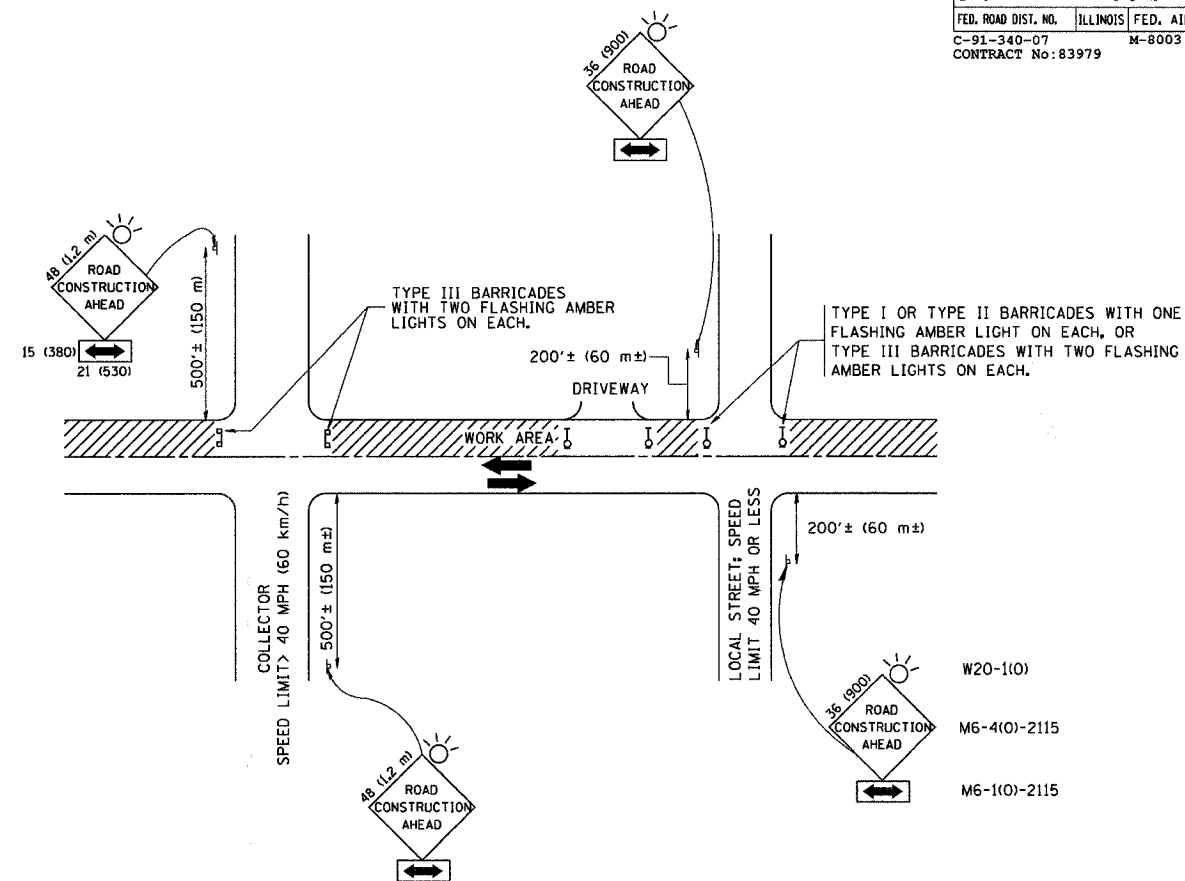 FED. ROAD DIST. NO. ILLINOIS FED. AI
C-91-340-07 M-8003
CONTRACT No:83979
36 (900)
ROAD
CONSTRUCTION
AHEAD
48 (1.2 m)
ROAD
CONSTRUCTION
AHEAD
15 (380)
21 (530)
500'± (150 m)
TYPE III BARRICADES
WITH TWO FLASHING AMBER
LIGHTS ON EACH.
200'± (60 m±)
DRIVEWAY
TYPE I OR TYPE II BARRICADES WITH ONE
FLASHING AMBER LIGHT ON EACH, OR
TYPE III BARRICADES WITH TWO FLASHING
AMBER LIGHTS ON EACH.
WORK AREA
COLLECTOR
SPEED LIMIT> 40 MPH (60 km/h)
500'± (150 m±)
LOCAL STREET; SPEED
LIMIT 40 MPH OR LESS
200'± (60 m±)
48 (1.2 m)
ROAD
CONSTRUCTION
AHEAD
36 (900)
ROAD
CONSTRUCTION
AHEAD
W20-1(O)
M6-4(O)-2115
M6-1(O)-2115